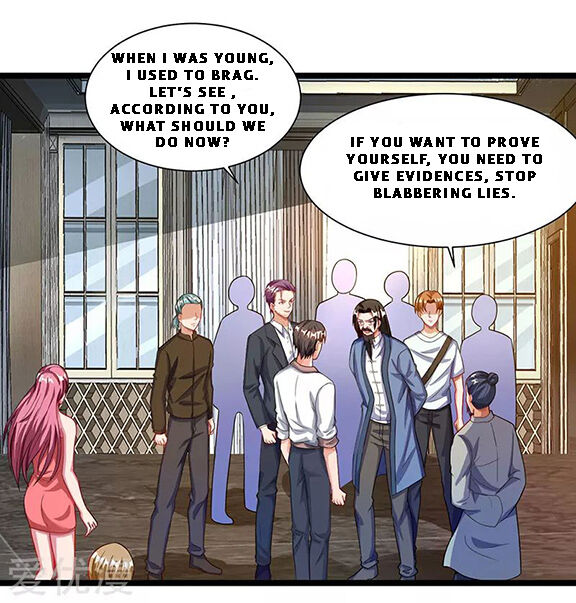 WHEN I WAS YOUNG,
I USED TO BRAG.
LET'S SEE ,
ACCORDING TO YOU,
WHAT SHOULD WE
DO NOW?
IF YOU WANT TO PROVE
YOURSELF, YOU NEED TO
GIVE EVIDENCES, STOP
BLABBERING LIES.
爱优漫